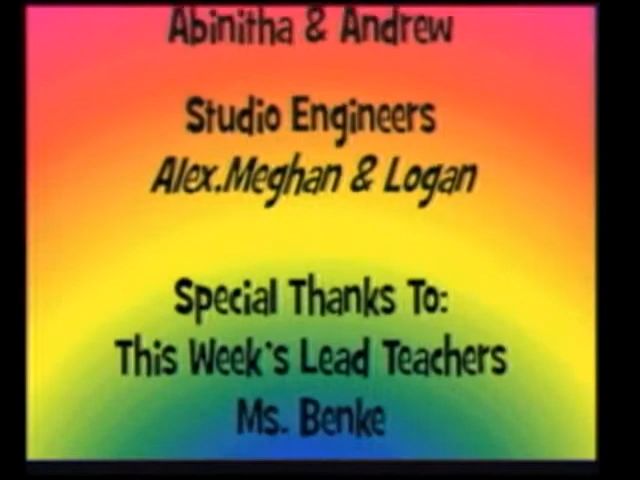 Abinitha & Andrew
Studio Engineers
Alex.Meghan & Logan
Special Thanks To:
This Week's Lead Teachers
Ms. Benke